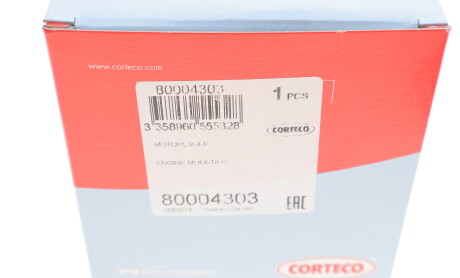 www.corteco.com
80004303
1 PCS
3 358960 555328
CORTECO
ENGINE MOUNTING
80004303
EAC
CORTECO